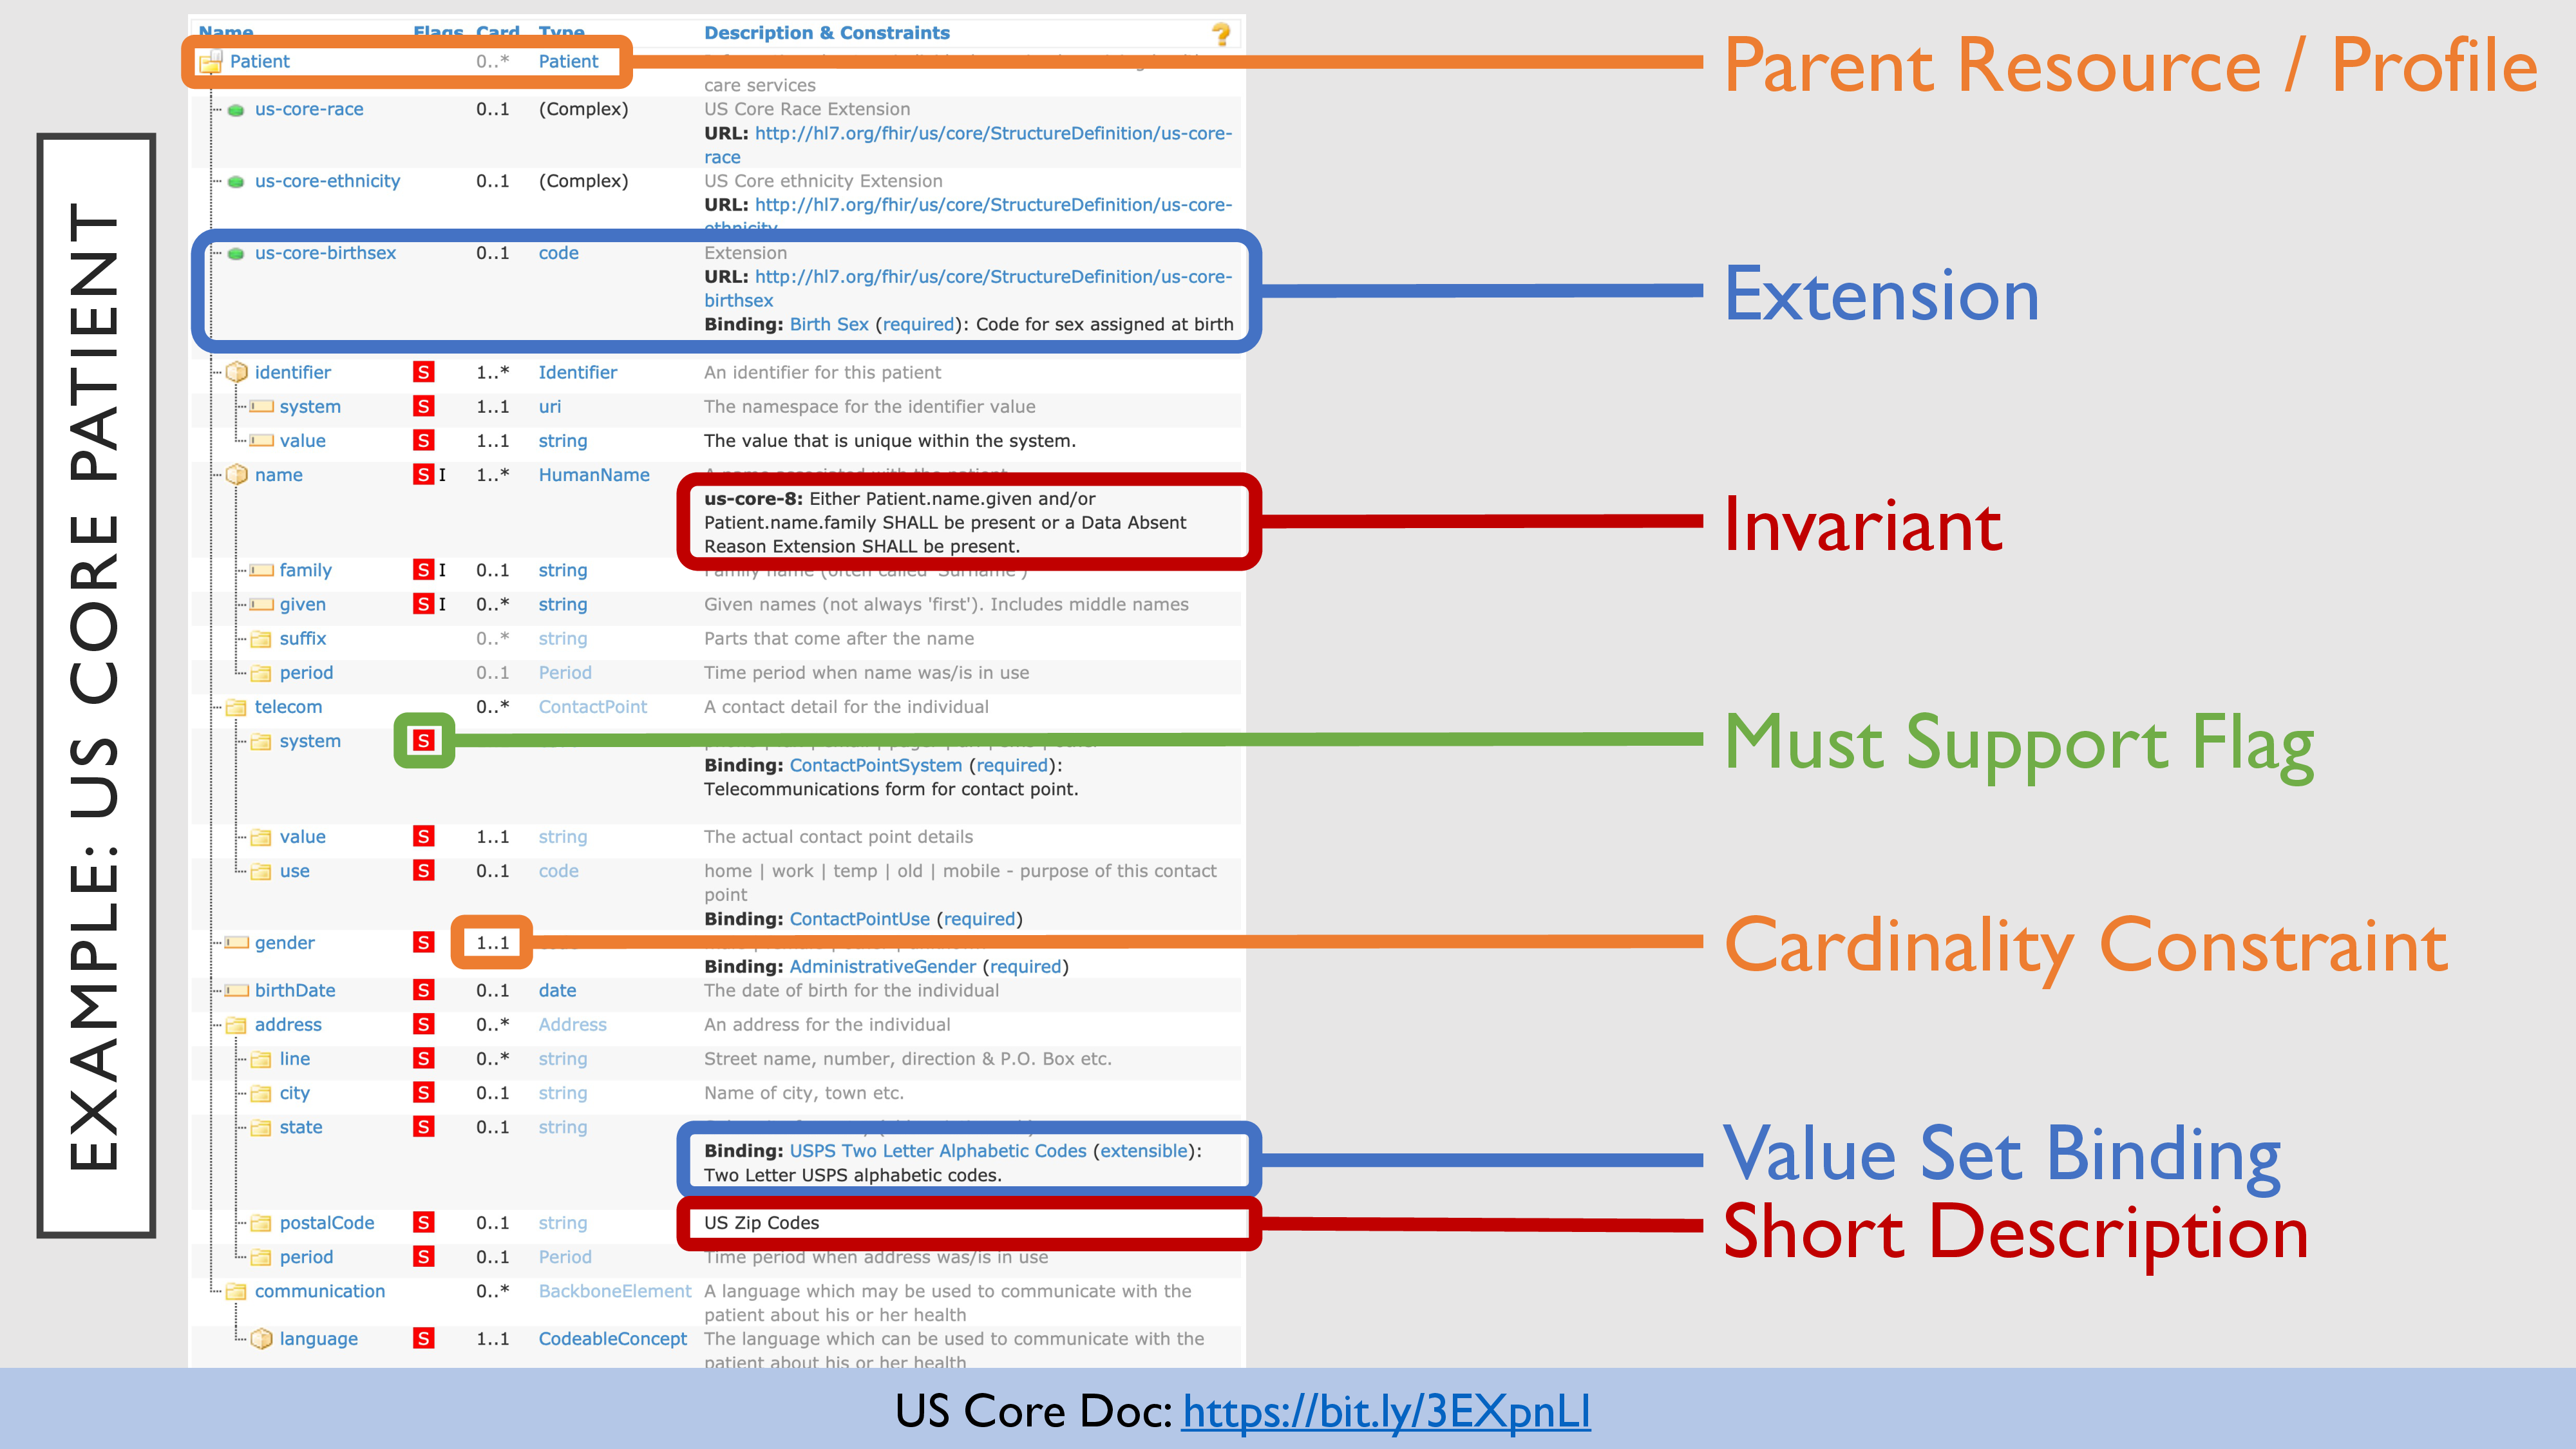 EXAMPLE: US CORE PATIENT
Name Flags Card. Type Description & Constraints ?
Patient 0..* Patient
care services
us-core-race 0..1 (Complex) US Core Race Extension
URL: http://hl7.org/fhir/us/core/StructureDefinition/us-core-
race
us-core-ethnicity 0..1 (Complex) US Core ethnicity Extension
URL: http://hl7.org/fhir/us/core/StructureDefinition/us-core-
ethnicity
us-core-birthsex 0..1 code Extension
URL: http://hl7.org/fhir/us/core/StructureDefinition/us-core-
birthsex
Binding: Birth Sex (required): Code for sex assigned at birth
identifier S 1..* Identifier An identifier for this patient
system S 1..1 uri The namespace for the identifier value
value S 1..1 string The value that is unique within the system.
name S I 1..* HumanName A name associated with the patient
us-core-8: Either Patient.name.given and/or
Patient.name.family SHALL be present or a Data Absent
Reason Extension SHALL be present.
family S I 0..1 string Family name (often called 'Surname')
given S I 0..* string Given names (not always 'first'). Includes middle names
suffix 0..* string Parts that come after the name
period 0..1 Period Time period when name was/is in use
telecom 0..* ContactPoint A contact detail for the individual
system S
Binding: ContactPointSystem (required):
Telecommunications form for contact point.
value S 1..1 string The actual contact point details
use S 0..1 code home | work | temp | old | mobile - purpose of this contact
point
Binding: ContactPointUse (required)
gender S 1..1
Binding: AdministrativeGender (required)
birthDate S 0..1 date The date of birth for the individual
address S 0..* Address An address for the individual
line S 0..* string Street name, number, direction & P.O. Box etc.
city S 0..1 string Name of city, town etc.
state S 0..1 string
Binding: USPS Two Letter Alphabetic Codes (extensible):
Two Letter USPS alphabetic codes.
postalCode S 0..1 string US Zip Codes
period S 0..1 Period Time period when address was/is in use
communication 0..* BackboneElement A language which may be used to communicate with the
patient about his or her health
language S 1..1 CodeableConcept The language which can be used to communicate with the
patient about his or her health
Parent Resource / Profile
Extension
Invariant
Must Support Flag
Cardinality Constraint
Value Set Binding
Short Description
US Core Doc: https://bit.ly/3EXpnLI